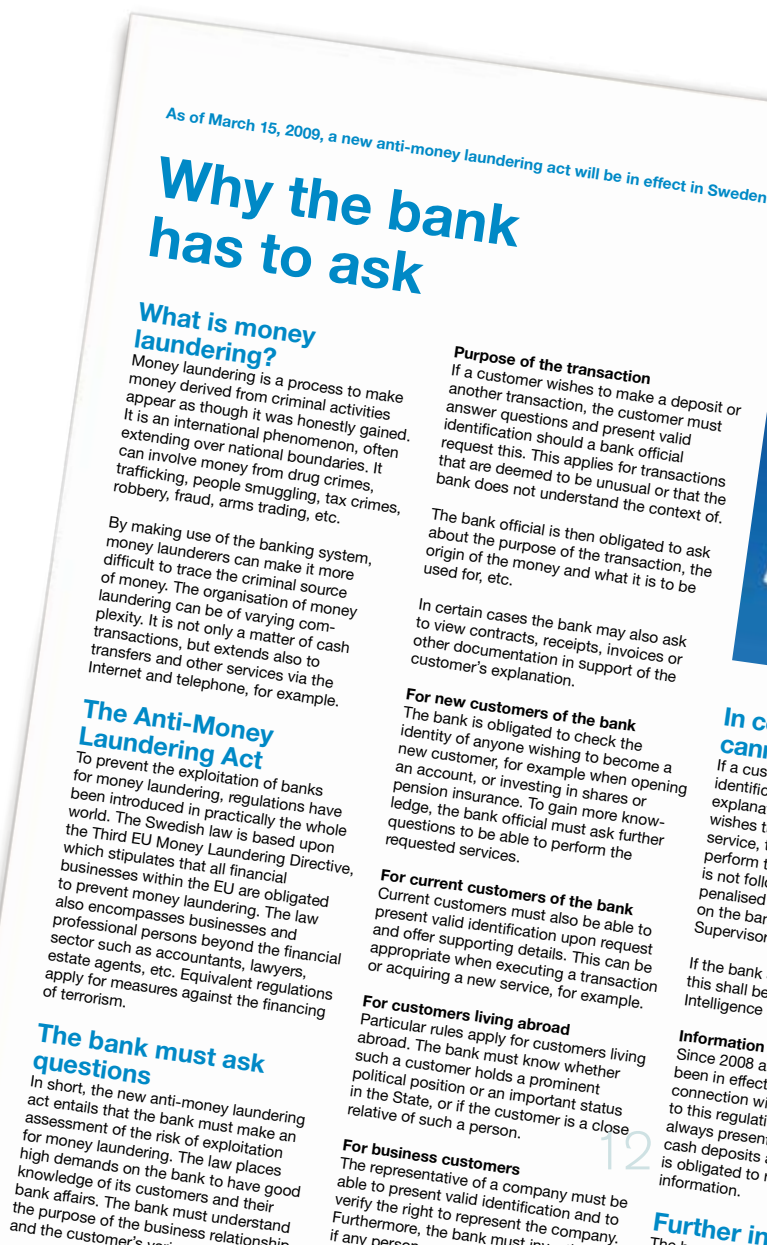 As of March 15, 2009, a new anti-money laundering act will be in effect in Sweden
Why the bank
has to ask
What is money
laundering?
Money laundering is a process to make
money derived from criminal activities
appear as though it was honestly gained.
It is an international phenomenon, often
extending over national boundaries. It
can involve money from drug crimes,
trafficking, people smuggling, tax crimes,
robbery, fraud, arms trading, etc.
By making use of the banking system,
money launderers can make it more
difficult to trace the criminal source
of money. The organisation of money
laundering can be of varying com-
plexity. It is not only a matter of cash
transactions, but extends also to
transfers and other services via the
Internet and telephone, for example.
The Anti-Money
Laundering Act
To prevent the exploitation of banks
for money laundering, regulations have
been introduced in practically the whole
world. The Swedish law is based upon
the Third EU Money Laundering Directive,
which stipulates that all financial
businesses within the EU are obligated
to prevent money laundering. The law
also encompasses businesses and
professional persons beyond the financial
sector such as accountants, lawyers,
estate agents, etc. Equivalent regulations
apply for measures against the financing
of terrorism.
The bank must ask
questions
In short, the new anti-money laundering
act entails that the bank must make an
assessment of the risk of exploitation
for money laundering. The law places
high demands on the bank to have good
knowledge of its customers and their
bank affairs. The bank must understand
the purpose of the business relationship
and the customer's
Purpose of the transaction
If a customer wishes to make a deposit or
another transaction, the customer must
answer questions and present valid
identification should a bank official
request this. This applies for transactions
that are deemed to be unusual or that the
bank does not understand the context of.
The bank official is then obligated to ask
about the purpose of the transaction, the
origin of the money and what it is to be
used for, etc.
In certain cases the bank may also ask
to view contracts, receipts, invoices or
other documentation in support of the
customer's explanation.
For new customers of the bank
The bank is obligated to check the
identity of anyone wishing to become a
new customer, for example when opening
an account, or investing in shares or
pension insurance. To gain more know-
ledge, the bank official must ask further
questions to be able to perform the
requested services.
For current customers of the bank
Current customers must also be able to
present valid identification upon request
and offer supporting details. This can be
appropriate when executing a transaction
or acquiring a new service, for example.
For customers living abroad
Particular rules apply for customers living
abroad. The bank must know whether
such a customer holds a prominent
political position or an important status
in the State, or if the customer is a close
relative of such a person.
For business customers
The representative of a company must be
able to present valid identification and to
verify the right to represent the company.
Furthermore, the bank must
if any
In
If a
explana
wishes
service,
perform
is not
penalised
on the
Supervisor
If the bank
this shall be
Intelligence
Information
Since 2008
been in effect
connection
to this
always present
cash deposits
is obligated to
information.
Further
12